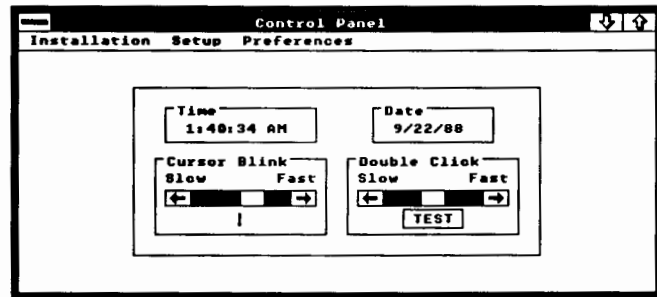 Control Panel
Installation Setup Preferences
Time Date
1:40:34 AM 9/22/88
Cursor Blink Double Click
Slow Fast Slow Fast
TEST